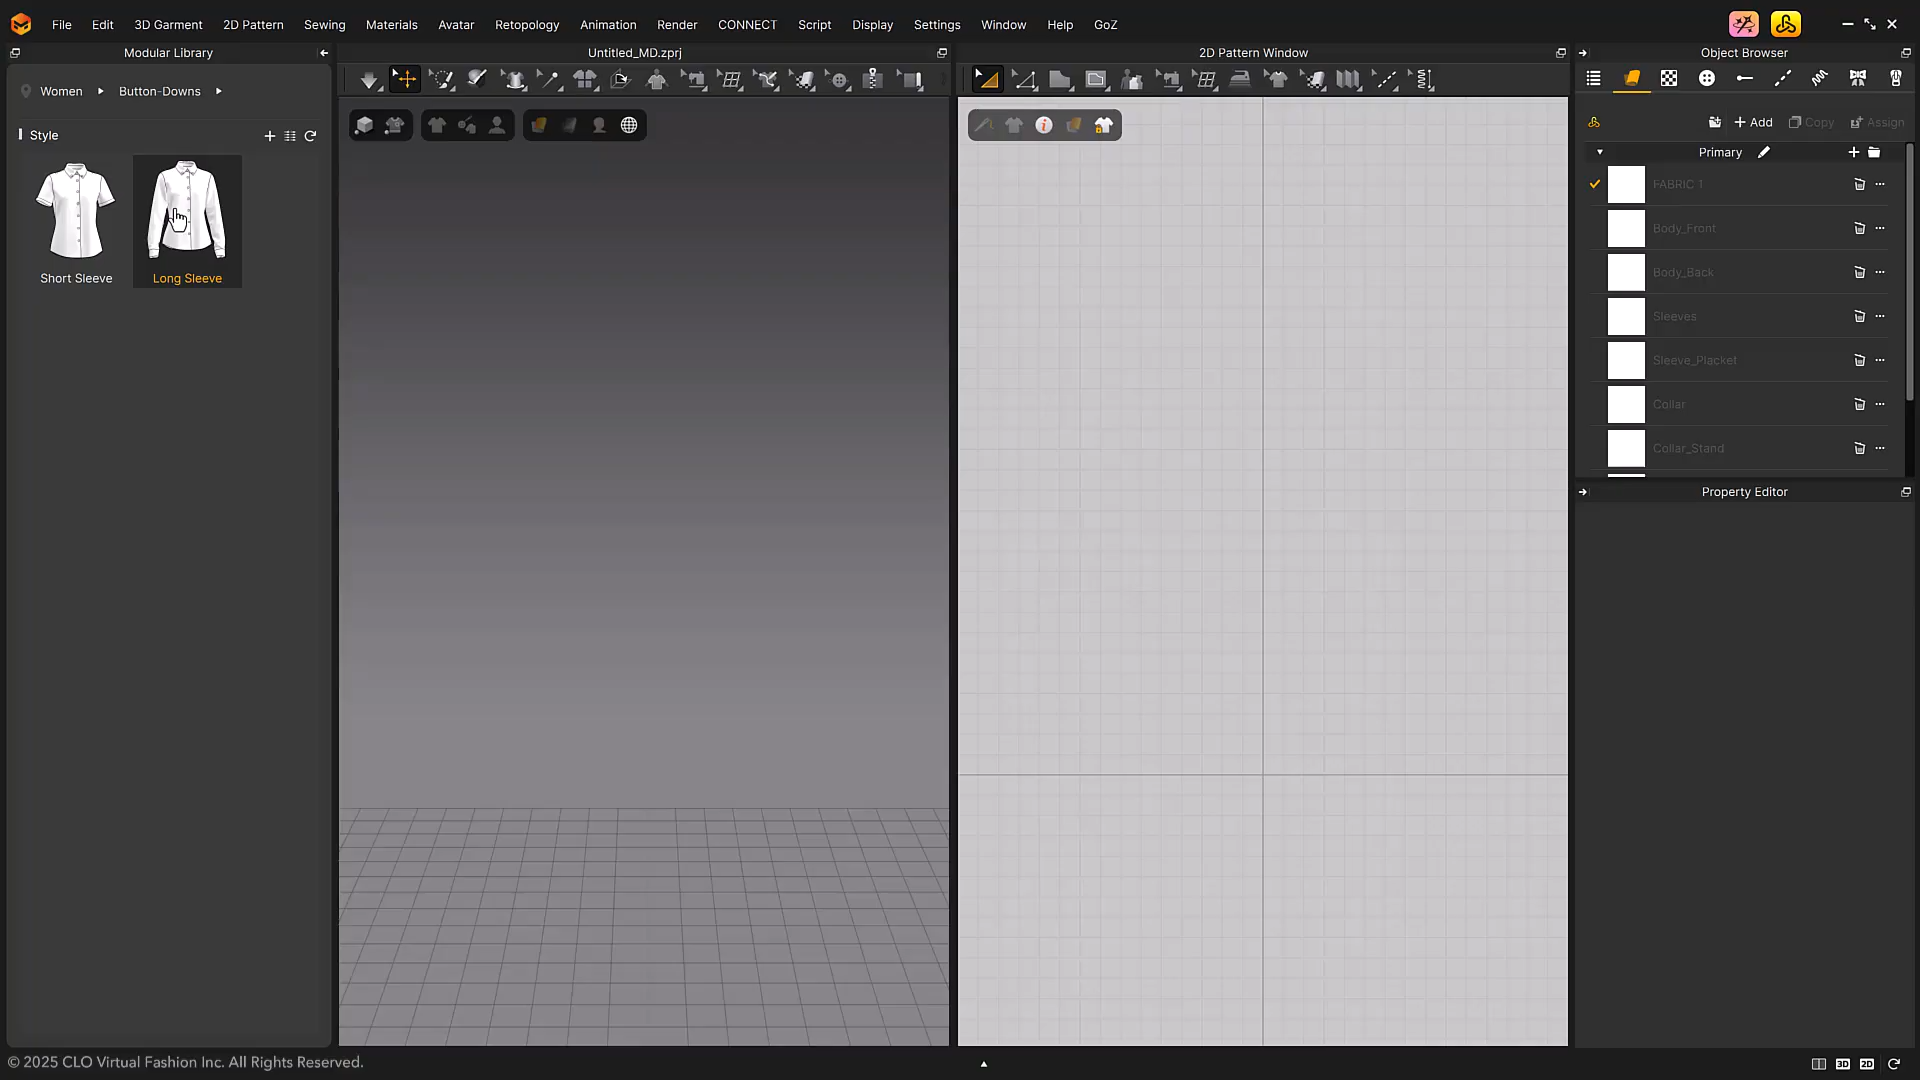 File Edit 3D Garment 2D Pattern Sewing Materials Avatar Retopology Animation Render CONNECT Script Display Settings Window Help GoZ
Modular Library
Untitled_MD.zprj
2D Pattern Window
Object Browser
Women
Button-Downs
Style
Short Sleeve
Long Sleeve
Add
Copy
Assign
Primary
FABRIC 1
Body_Front
Body_Back
Sleeves
Sleeve_Placket
Collar
Collar_Stand
Property Editor
© 2025 CLO Virtual Fashion Inc. All Rights Reserved.
3D
2D